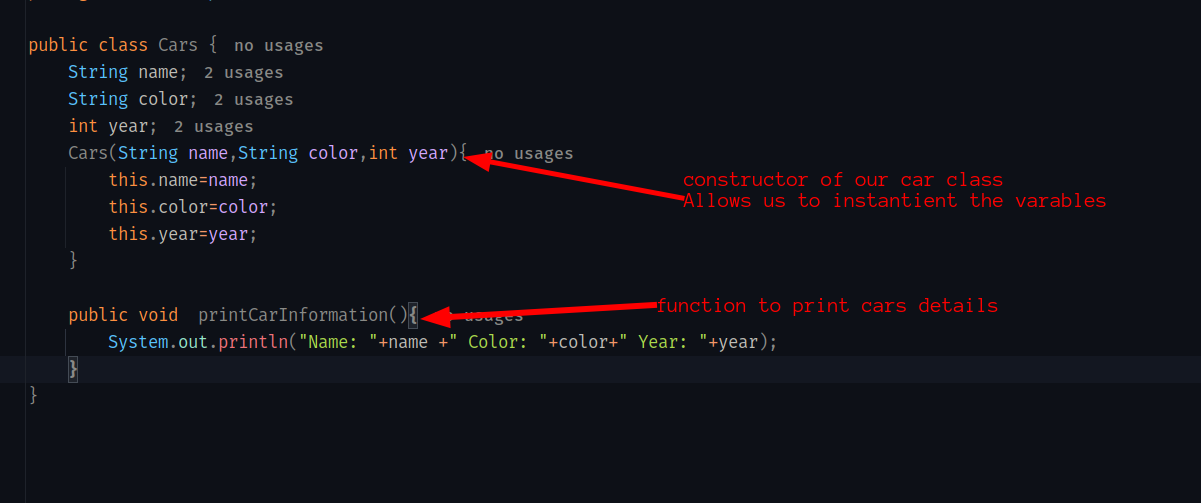 public class Cars { no usages
String name; 2 usages
String color; 2 usages
int year; 2 usages
Cars(String name,String color,int year){ no usages
constructor of our car class
Allows us to instantient the varables
this.name=name;
this.color=color;
this.year=year;
}
function to print cars details
public void printCarInformation(){ usages
System.out.println("Name: "+name +" Color: "+color+" Year: "+year);
}
}